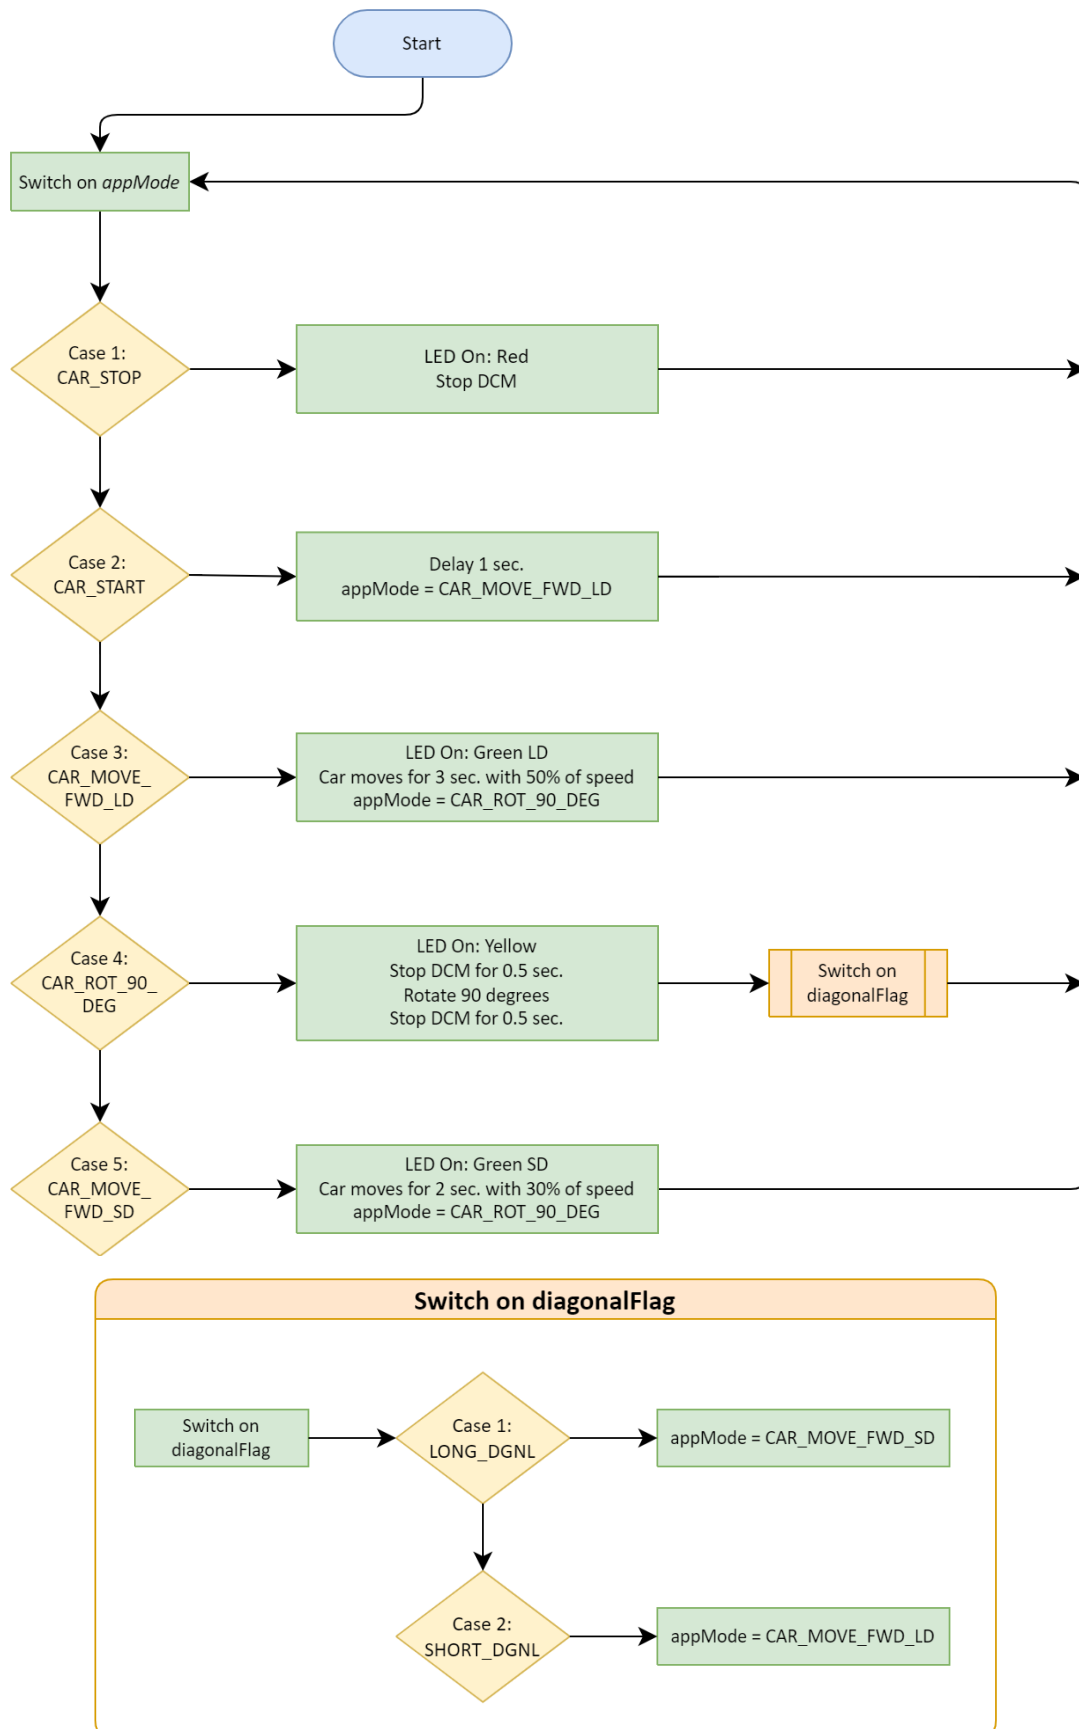 Start
Switch on appMode
Case 1:
CAR_STOP
LED On: Red
Stop DCM
Case 2:
CAR_START
Delay 1 sec.
appMode = CAR_MOVE_FWD_LD
Case 3:
CAR_MOVE_
FWD_LD
LED On: Green LD
Car moves for 3 sec. with 50% of speed
appMode = CAR_ROT_90_DEG
Case 4:
CAR_ROT_90_
DEG
LED On: Yellow
Stop DCM for 0.5 sec.
Rotate 90 degrees
Stop DCM for 0.5 sec.
Switch on
diagonalFlag
Case 5:
CAR_MOVE_
FWD_SD
LED On: Green SD
Car moves for 2 sec. with 30% of speed
appMode = CAR_ROT_90_DEG
Switch on diagonalFlag
Switch on
diagonalFlag
Case 1:
LONG_DGNL
appMode = CAR_MOVE_FWD_SD
Case 2:
SHORT_DGNL
appMode = CAR_MOVE_FWD_LD